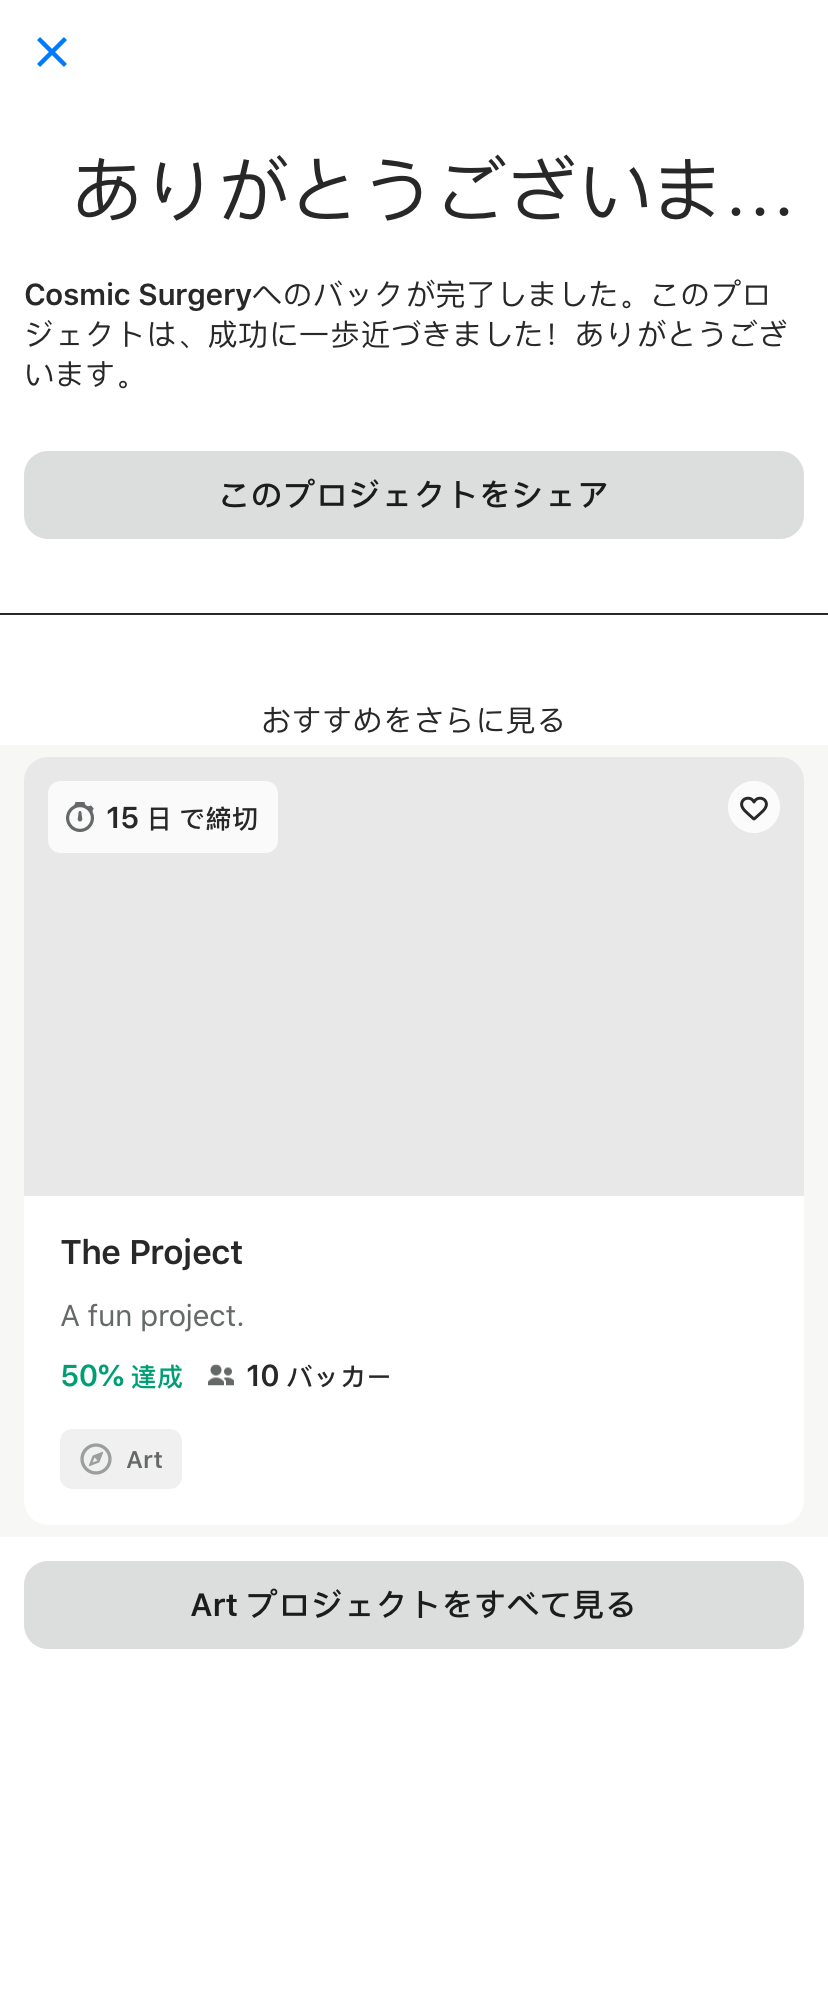 ありがとうございま…
Cosmic Surgeryへのバックが完了しました。このプロ
ジェクトは、成功に一歩近づきました！ありがとうござ
います。
このプロジェクトをシェア
おすすめをさらに見る
15 日 で締切
The Project
A fun project.
50% 達成 10 バッカー
Art
Art プロジェクトをすべて見る